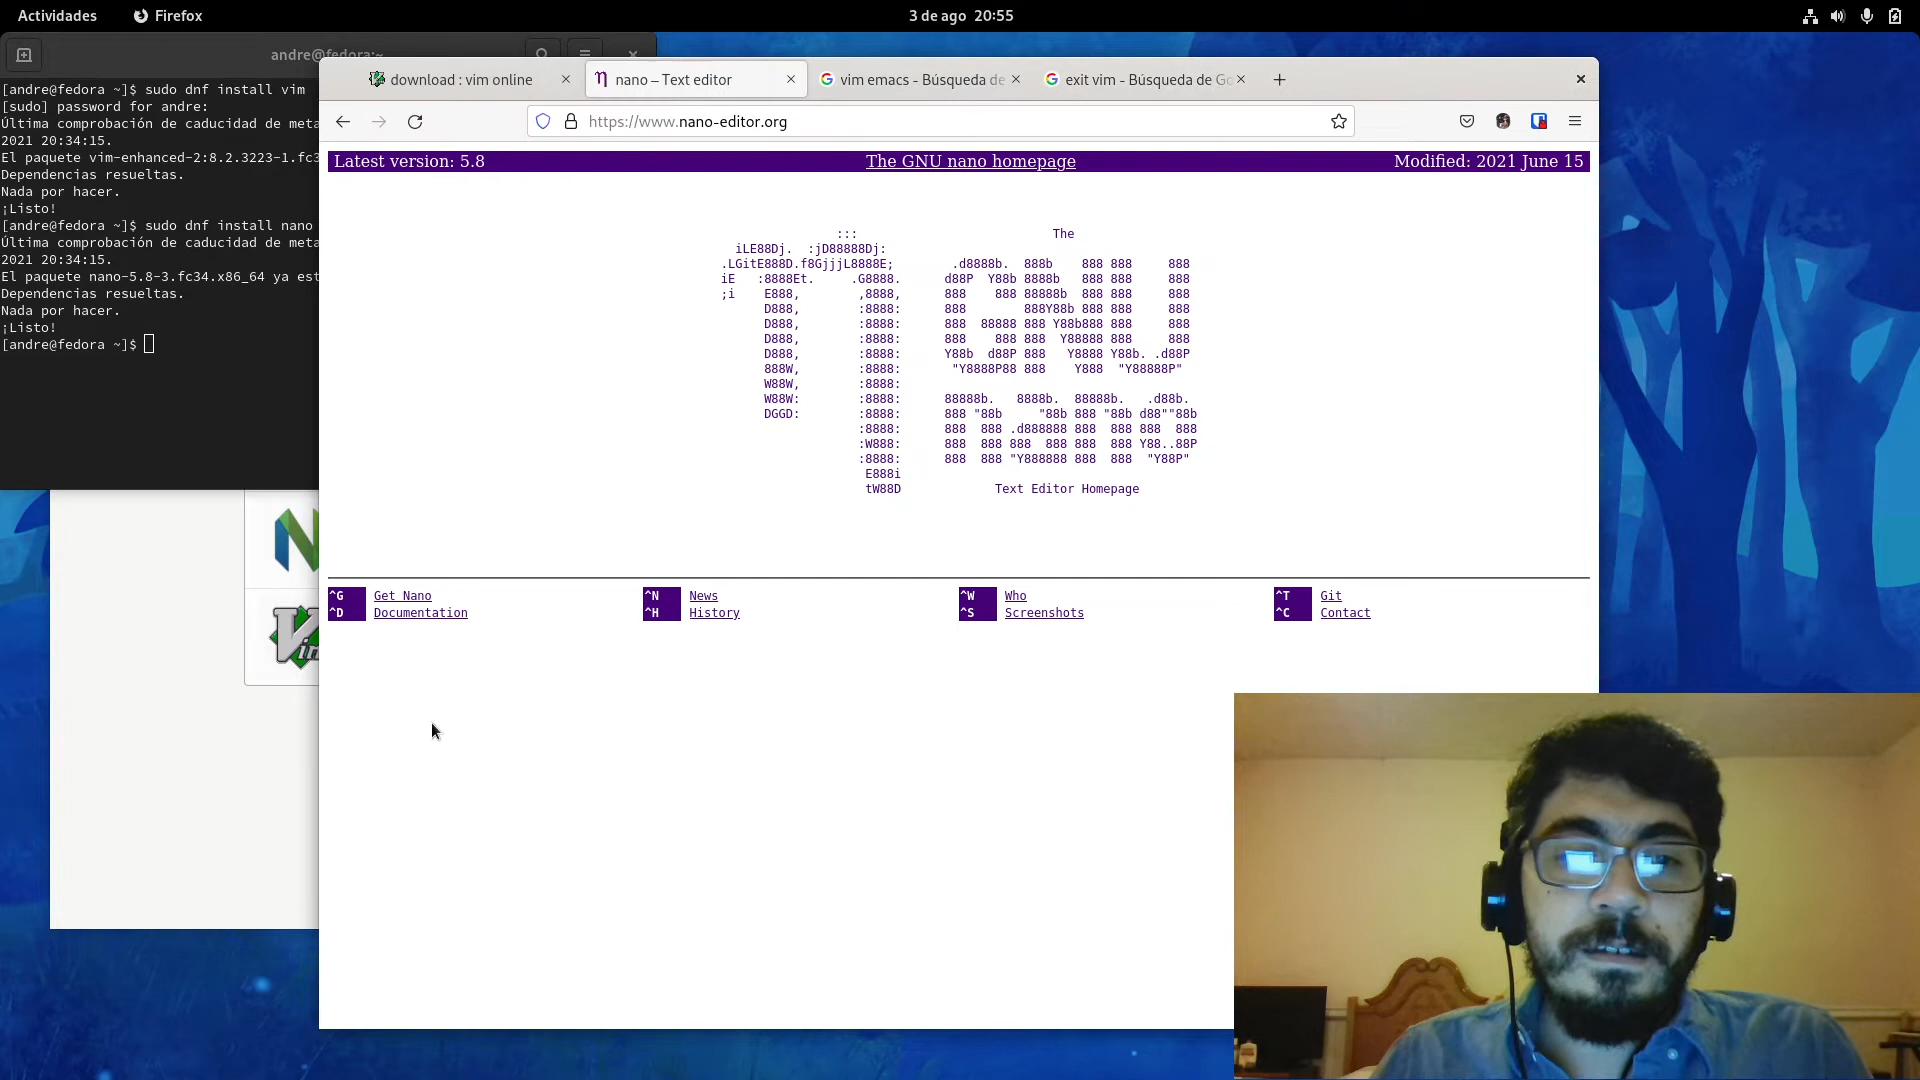 Actividades
Firefox
3 de ago 20:55
andre@fedora:~
[andre@fedora ~]$ sudo dnf install vim
[sudo] password for andre:
Última comprobación de caducidad de meta
2021 20:34:15.
El paquete vim-enhanced-2:8.2.3223-1.fc3
Dependencias resueltas.
Nada por hacer.
¡Listo!
[andre@fedora ~]$ sudo dnf install nano
Última comprobación de caducidad de meta
2021 20:34:15.
El paquete nano-5.8-3.fc34.x86_64 ya est
Dependencias resueltas.
Nada por hacer.
¡Listo!
[andre@fedora ~]$
download : vim online
nano – Text editor
vim emacs - Búsqueda de
exit vim - Búsqueda de Go
https://www.nano-editor.org
Latest version: 5.8
The GNU nano homepage
Modified: 2021 June 15
The
GNU
nano
Text Editor Homepage
^G Get Nano
^N News
^W Who
^T Git
^D Documentation
^H History
^S Screenshots
^C Contact